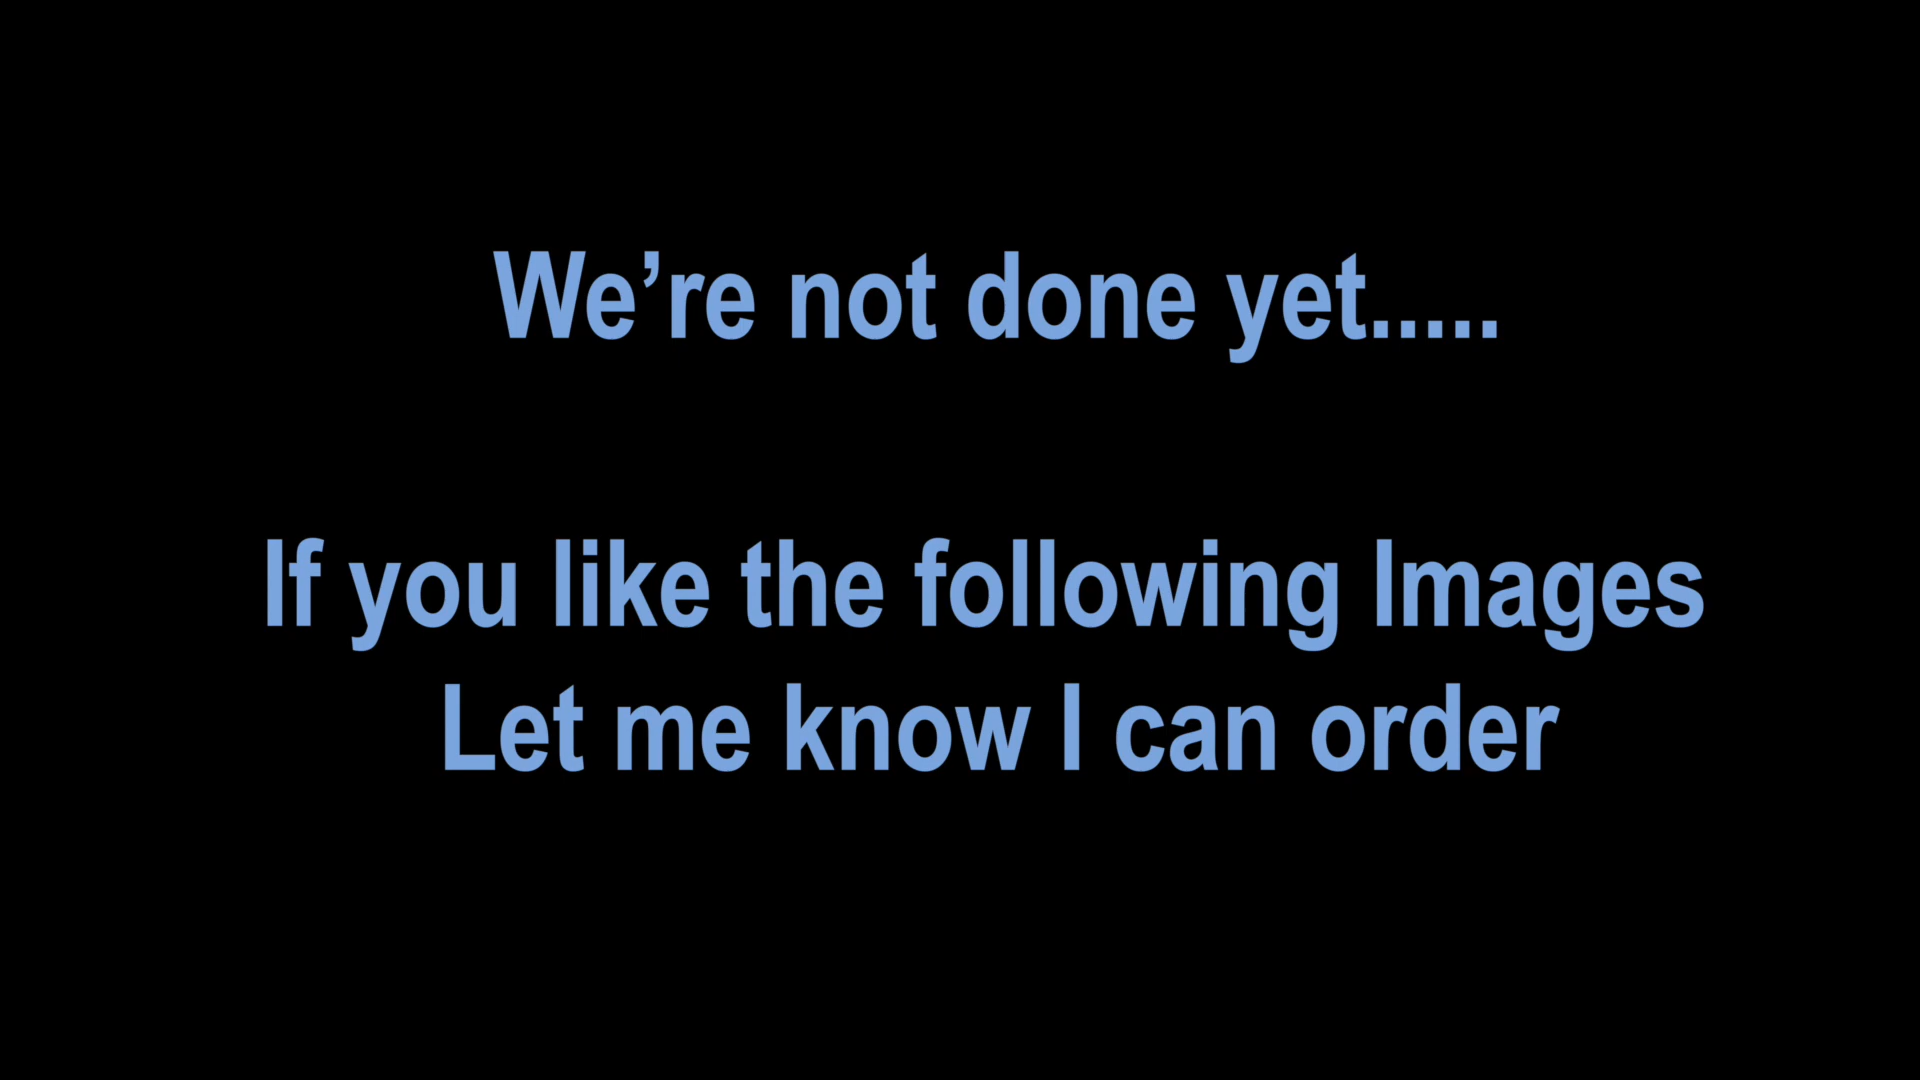 We’re not done yet.....
If you like the following Images
Let me know I can order